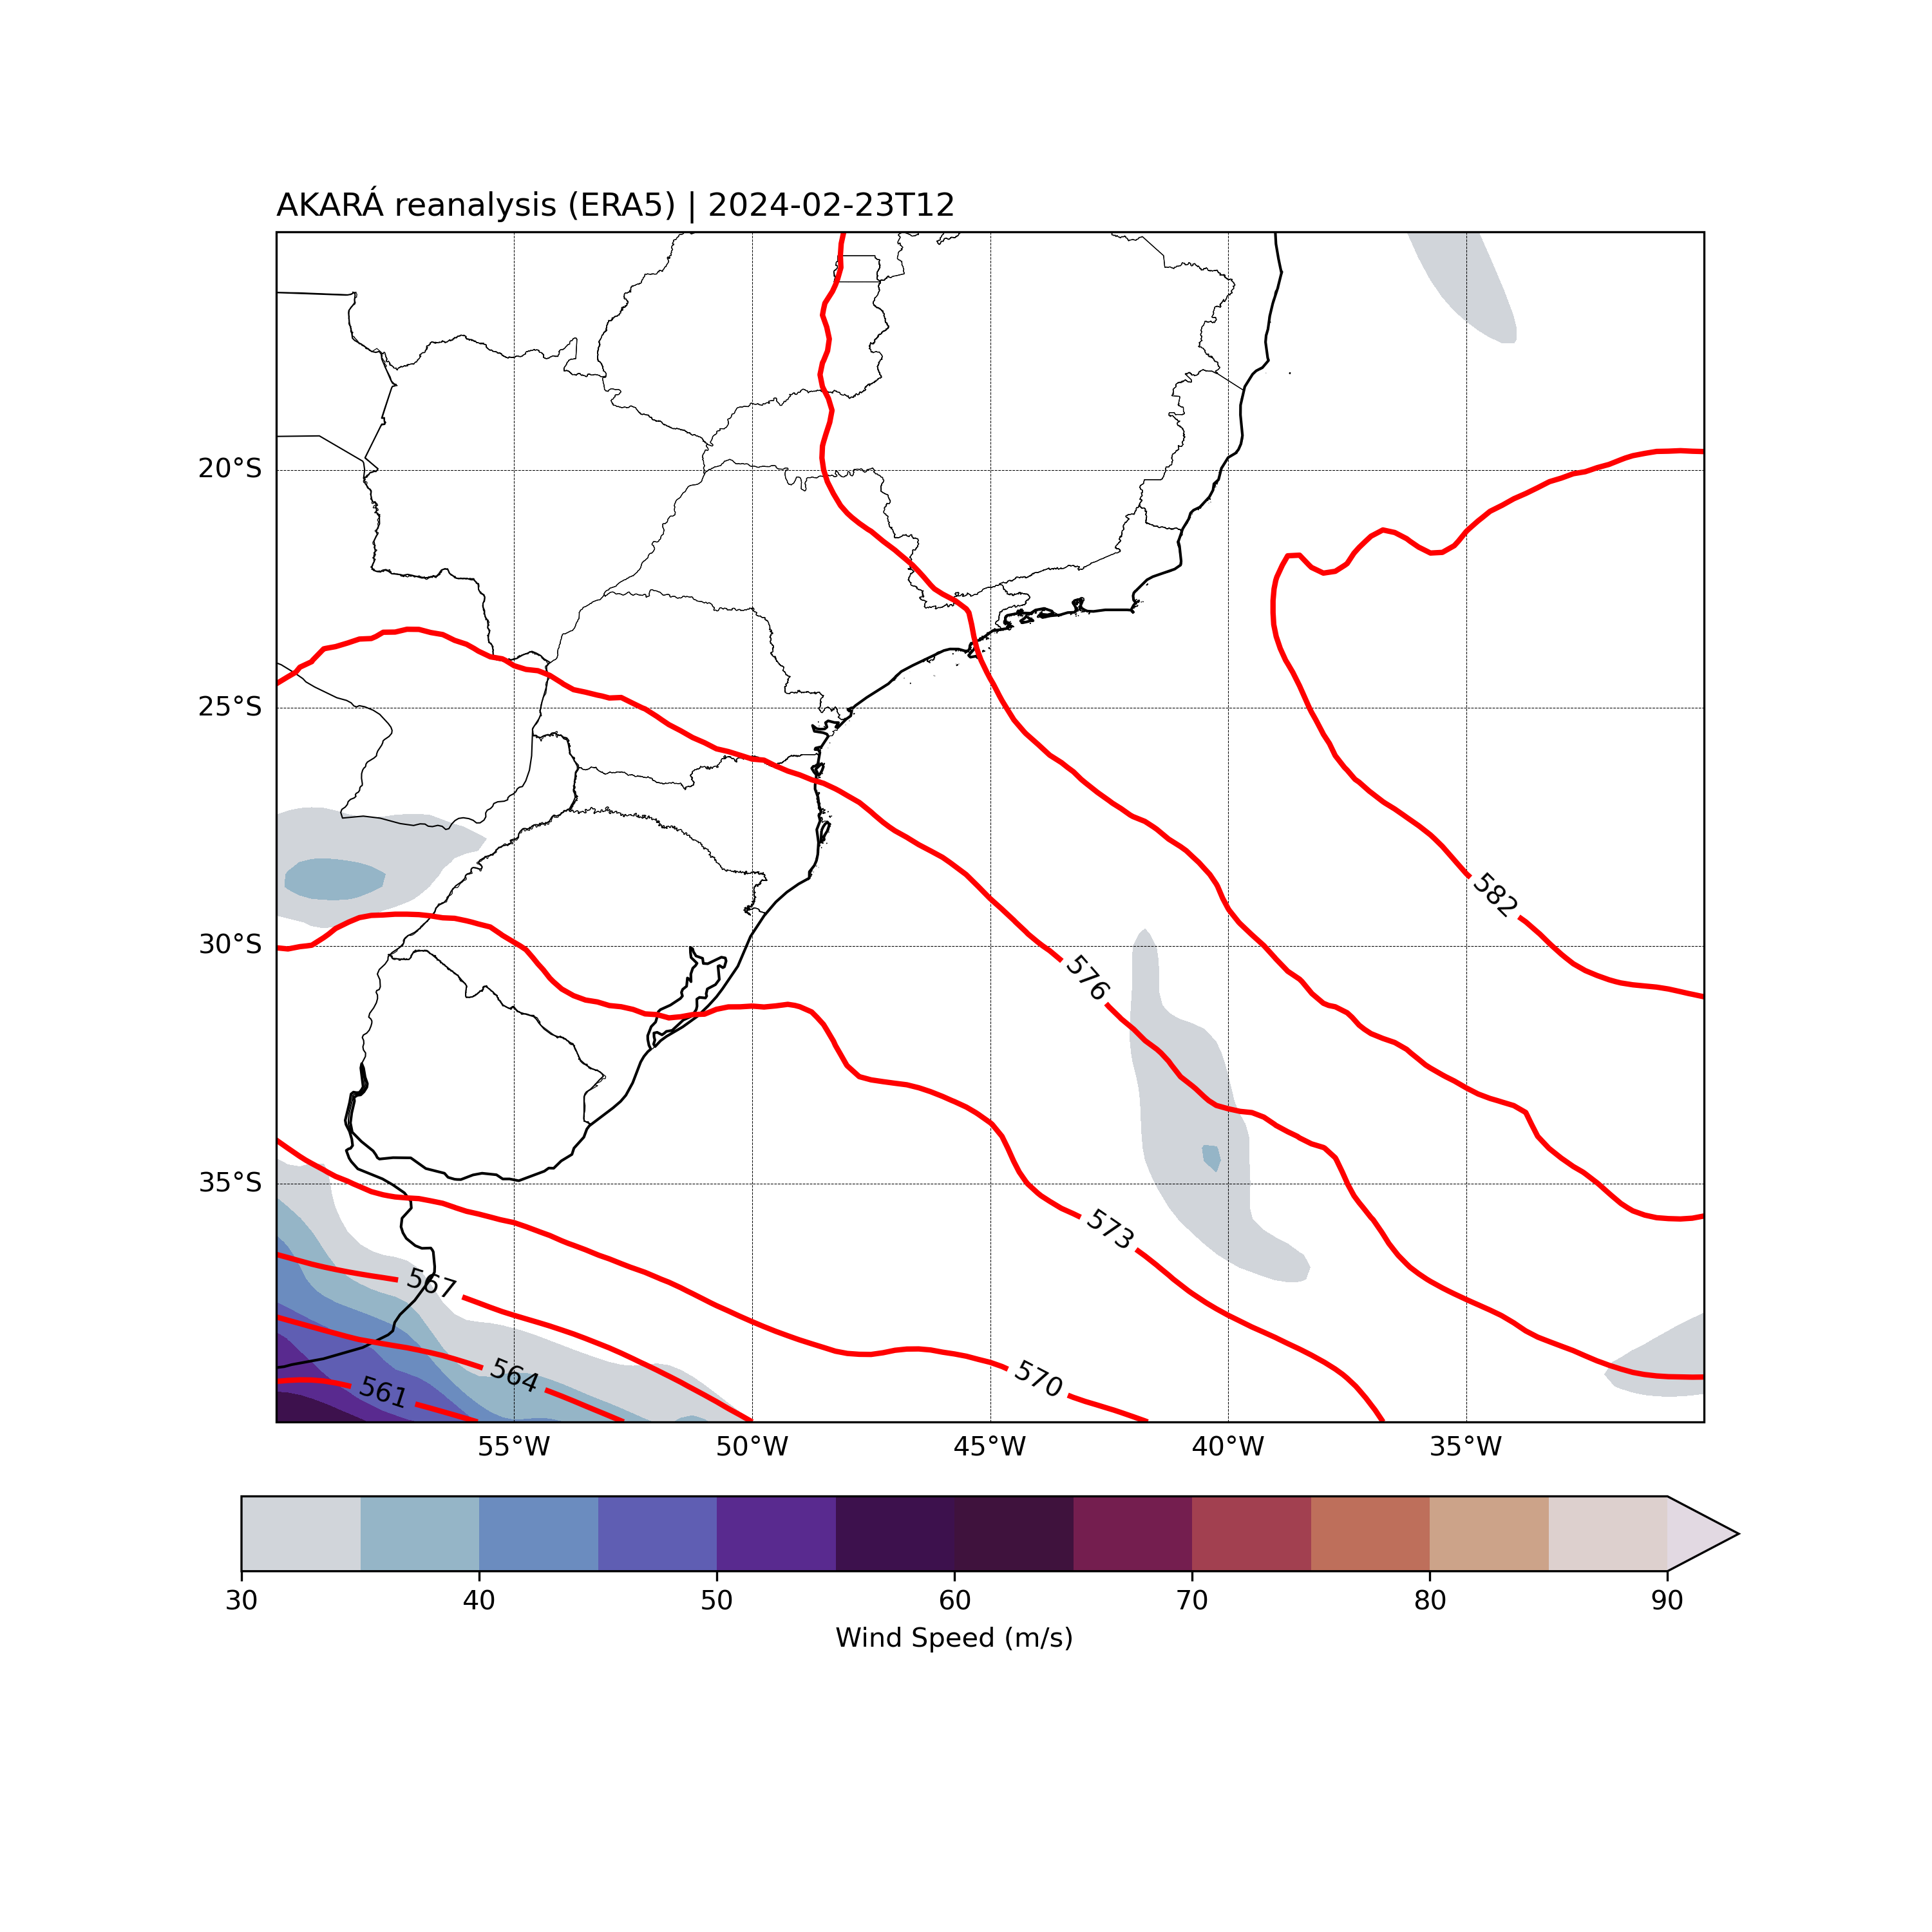 AKARÁ reanalysis (ERA5) | 2024-02-23T12
20°S
25°S
582
30°S
576
35°S
573
567
564
570
561
55°W 50°W 45°W 40°W 35°W
30 40 50 60 70 80 90
Wind Speed (m/s)